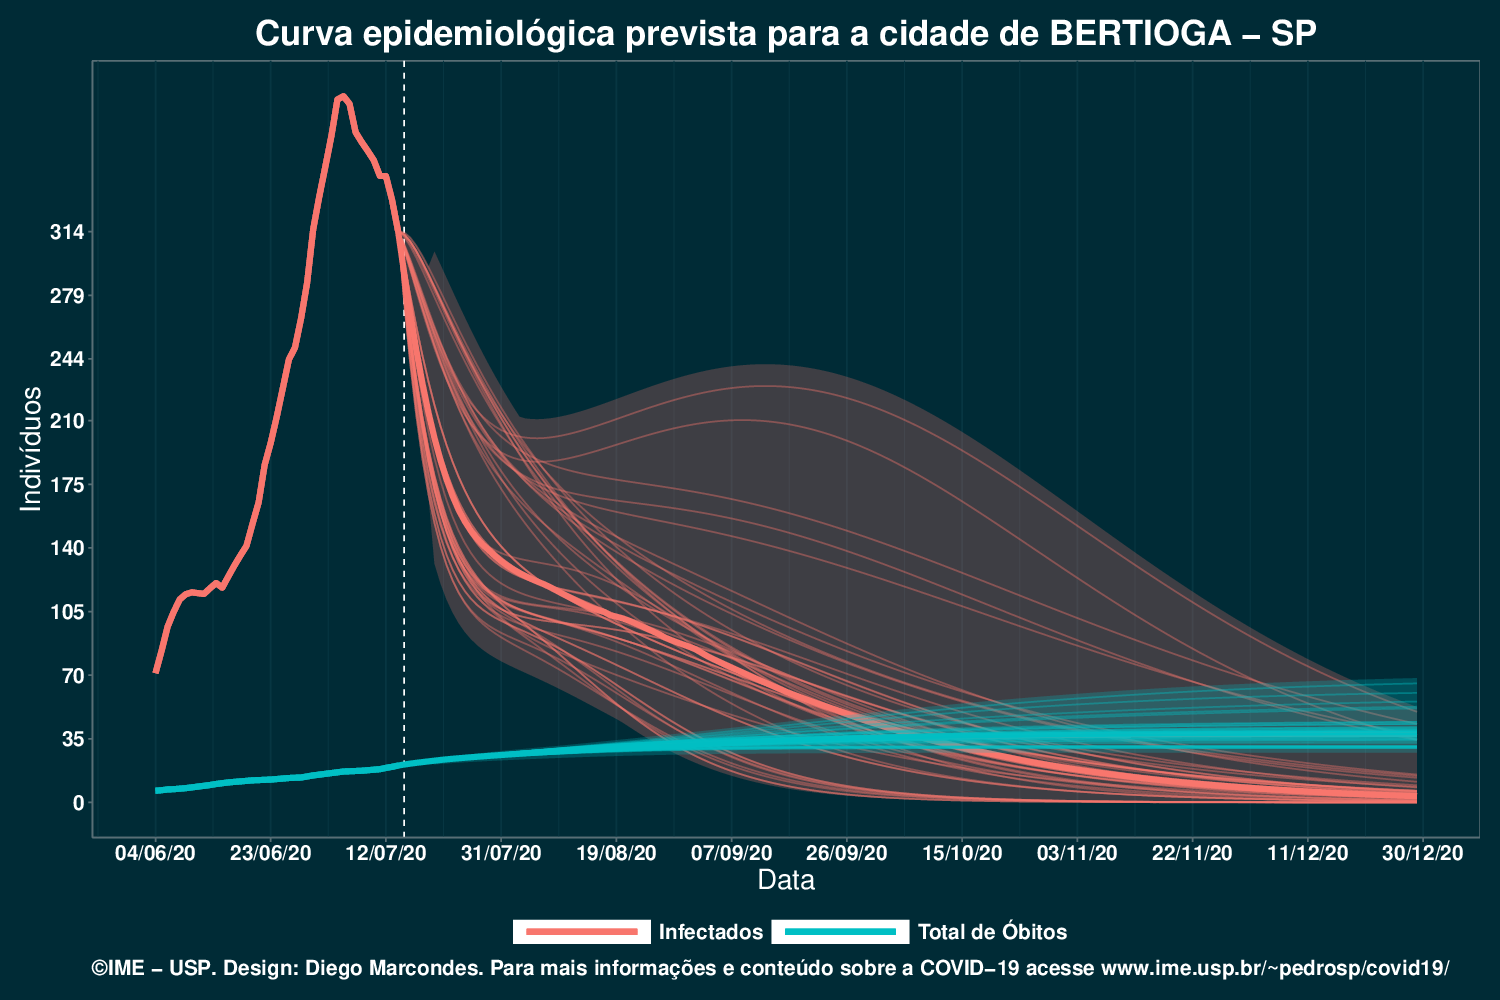 Curva epidemiológica prevista para a cidade de BERTIOGA – SP
Indivíduos
314
279
244
210
175
140
105
70
35
0
04/06/20 23/06/20 12/07/20 31/07/20 19/08/20 07/09/20 26/09/20 15/10/20 03/11/20 22/11/20 11/12/20 30/12/20
Data
Infectados Total de Óbitos
©IME – USP. Design: Diego Marcondes. Para mais informações e conteúdo sobre a COVID–19 acesse www.ime.usp.br/~pedrosp/covid19/